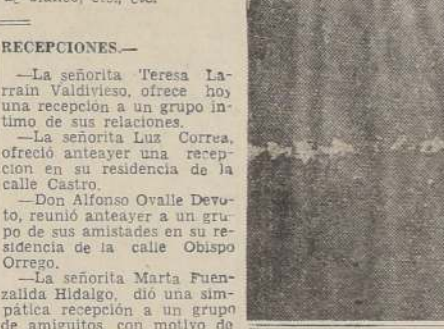 RECEPCIONES.—
—La señorita Teresa La-
rraín Valdivieso, ofrece hoy
una recepción a un grupo ín-
timo de sus relaciones.
—La señorita Luz Correa,
ofreció anteayer una recep-
ción en su residencia de la
calle Castro.
—Don Alfonso Ovalle Devo-
to, reunió anteayer a un gru-
po de sus amistades en su re-
sidencia de la calle Obispo
Orrego.
—La señorita Marta Fuen-
zalida Hidalgo, dió una sim-
pática recepción a un grupo
de amiguitos con motivo de